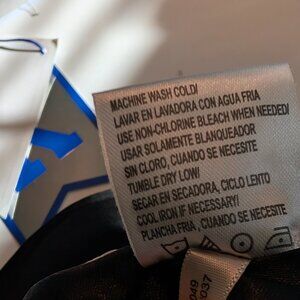 MACHINE WASH COLD/
LAVAR EN LAVADORA CON AGUA FRIA
USE NON-CHLORINE BLEACH WHEN NEEDED/
USAR SOLAMENTE BLANQUEADOR
SIN CLORO, CUANDO SE NECESITE
TUMBLE DRY LOW/
SECAR EN SECADORA, CICLO LENTO
COOL IRON IF NECESSARY/
PLANCHA FRIA , CUANDO SE NECESITE
049
037